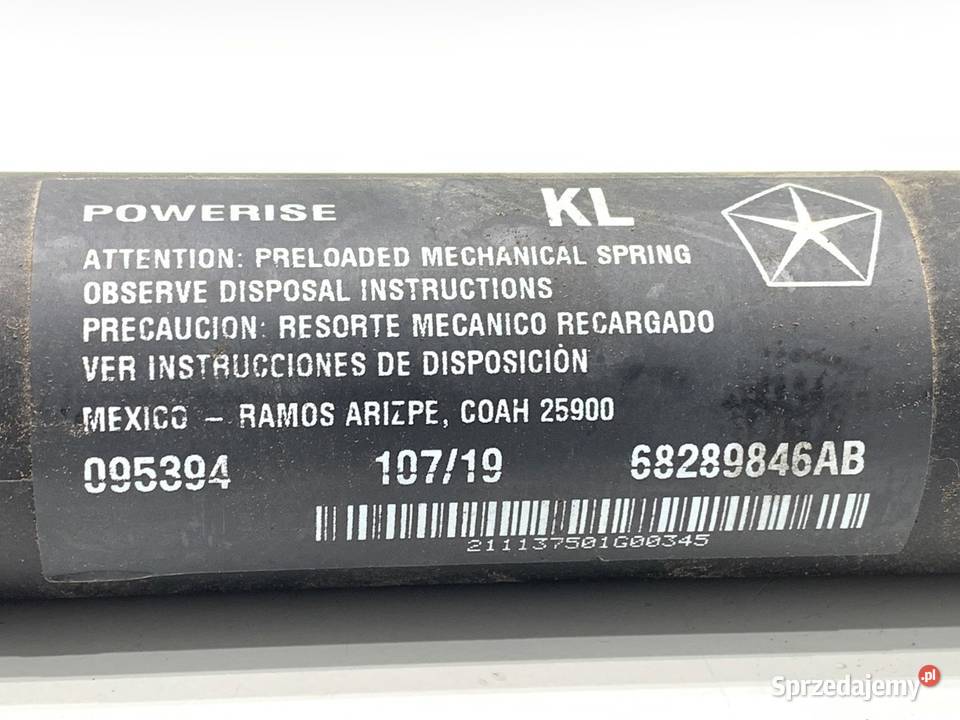 POWERISE KL
ATTENTION: PRELOADED MECHANICAL SPRING
OBSERVE DISPOSAL INSTRUCTIONS
PRECAUCION: RESORTE MECANICO RECARGADO
VER INSTRUCCIONES DE DISPOSICIÓN
MEXICO – RAMOS ARIZPE, COAH 25900
095394 107/19 68289846AB
211137501G00345
Sprzedajemy.pl